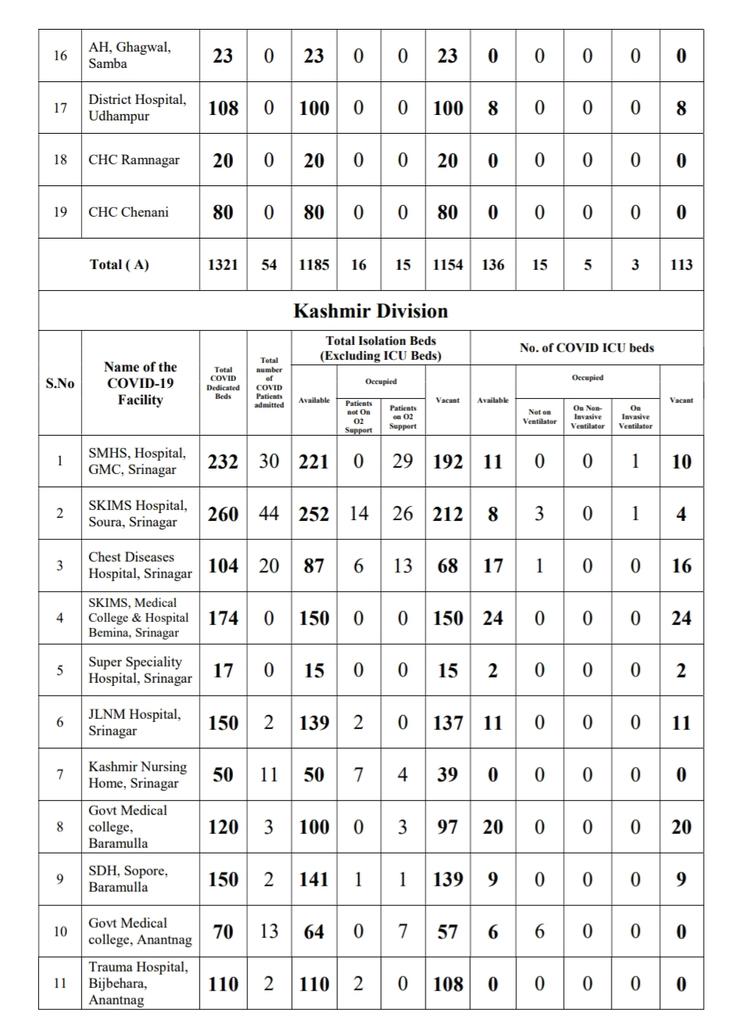 16 AH, Ghagwal, Samba 23 0 23 0 0 23 0 0 0 0 0
17 District Hospital, Udhampur 108 0 100 0 0 100 8 0 0 0 8
18 CHC Ramnagar 20 0 20 0 0 20 0 0 0 0 0
19 CHC Chenani 80 0 80 0 0 80 0 0 0 0 0
Total ( A) 1321 54 1185 16 15 1154 136 15 5 3 113
Kashmir Division
S.No
Name of the COVID-19 Facility
Total COVID Dedicated Beds
Total number of COVID Patients admitted
Total Isolation Beds (Excluding ICU Beds)
No. of COVID ICU beds
Available
Occupied
Vacant
Available
Occupied
Vacant
Patients not On O2 Support
Patients on O2 Support
Not on Ventilator
On Non-Invasive Ventilator
On Invasive Ventilator
1 SMHS, Hospital, GMC, Srinagar 232 30 221 0 29 192 11 0 0 1 10
2 SKIMS Hospital, Soura, Srinagar 260 44 252 14 26 212 8 3 0 1 4
3 Chest Diseases Hospital, Srinagar 104 20 87 6 13 68 17 1 0 0 16
4 SKIMS, Medical College & Hospital Bemina, Srinagar 174 0 150 0 0 150 24 0 0 0 24
5 Super Speciality Hospital, Srinagar 17 0 15 0 0 15 2 0 0 0 2
6 JLNM Hospital, Srinagar 150 2 139 2 0 137 11 0 0 0 11
7 Kashmir Nursing Home, Srinagar 50 11 50 7 4 39 0 0 0 0 0
8 Govt Medical college, Baramulla 120 3 100 0 3 97 20 0 0 0 20
9 SDH, Sopore, Baramulla 150 2 141 1 1 139 9 0 0 0 9
10 Govt Medical college, Anantnag 70 13 64 0 7 57 6 6 0 0 0
11 Trauma Hospital, Bijbehara, Anantnag 110 2 110 2 0 108 0 0 0 0 0